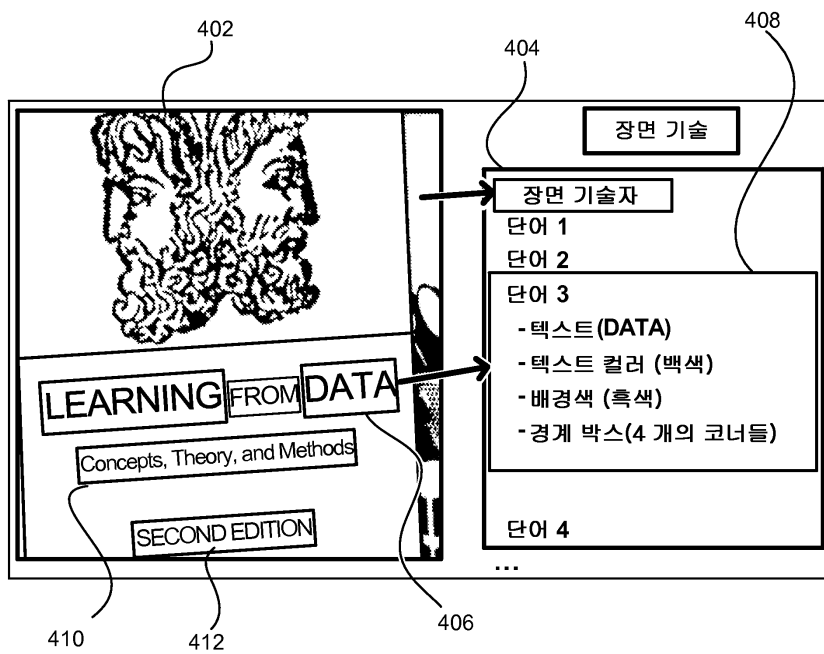 402
404
408
장면 기술
장면 기술자
단어 1
단어 2
단어 3
-텍스트(DATA)
-텍스트 컬러 (백색)
-배경색 (흑색)
-경계 박스(4 개의 코너들)
단어 4
...
LEARNING FROM DATA
Concepts, Theory, and Methods
SECOND EDITION
410
412
406